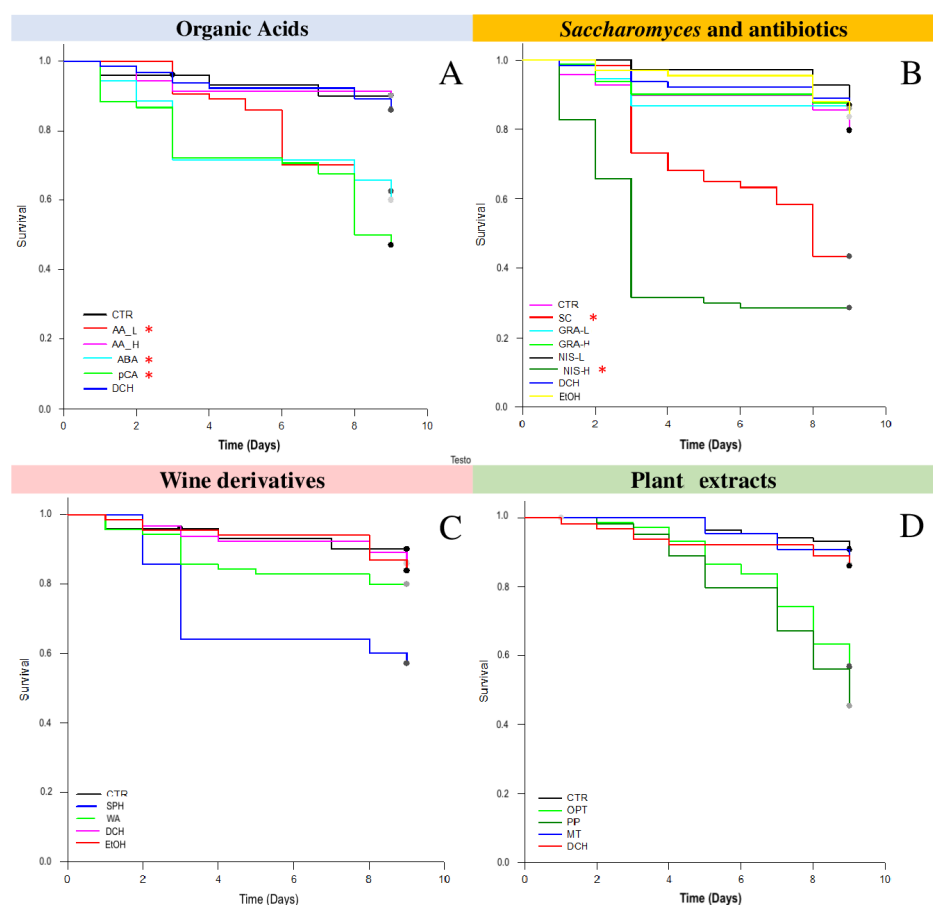 Organic Acids
Saccharomyces and antibiotics
A
1.0
0.8
0.6
0.4
0.2
0.0
Survival
CTR
AA_L *
AA_H
ABA *
pCA *
DCH
0 2 4 6 8 10
Time (Days)
B
1.0
0.8
0.6
0.4
0.2
0.0
Survival
CTR
SC *
GRA-L
GRA-H
NIS-L
NIS-H *
DCH
EtOH
0 2 4 6 8 10
Time (Days)
Testo
Wine derivatives
Plant extracts
C
1.0
0.8
0.6
0.4
0.2
0.0
Survival
CTR
SPH
WA
DCH
EtOH
0 2 4 6 8 10
Time (Days)
D
1.0
0.8
0.6
0.4
0.2
0.0
Survival
CTR
OPT
PP
MT
DCH
0 2 4 6 8 10
Time (Days)